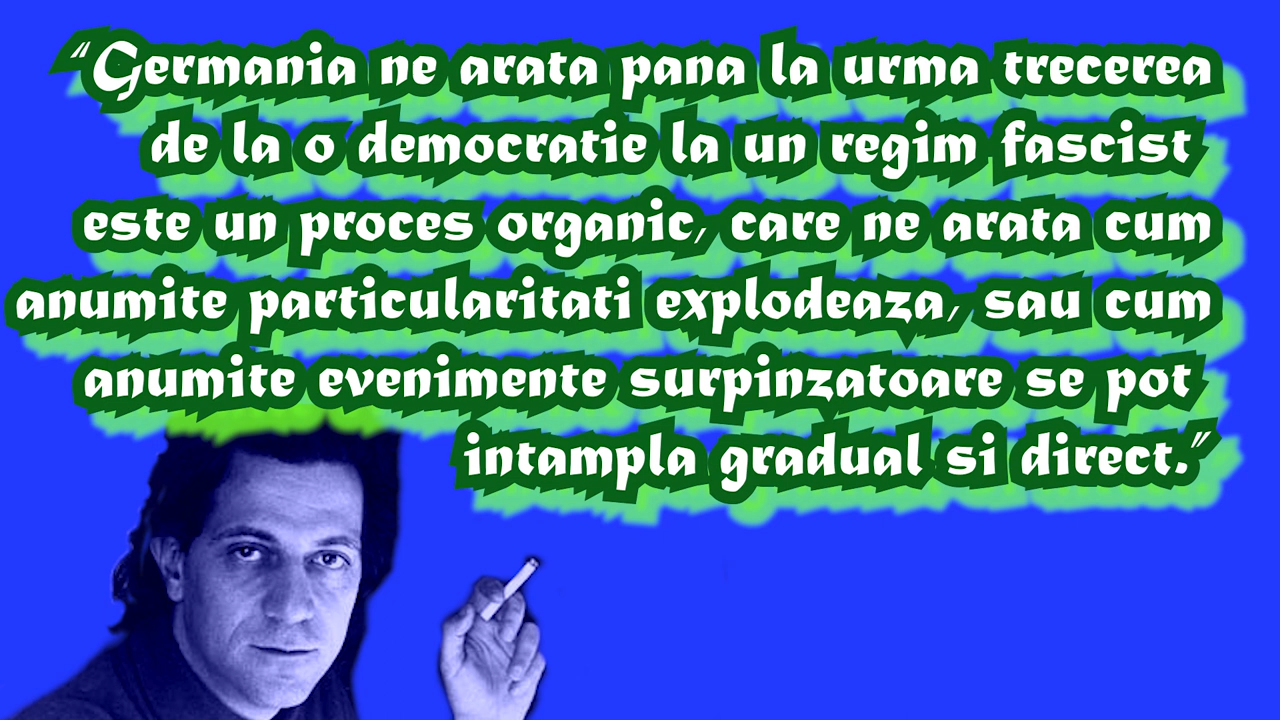 "Germania ne arata pana la urma trecerea
de la o democratie la un regim fascist
este un proces organic, care ne arata cum
anumite particularitati explodeaza, sau cum
anumite evenimente surpinzatoare se pot
intampla gradual si direct."